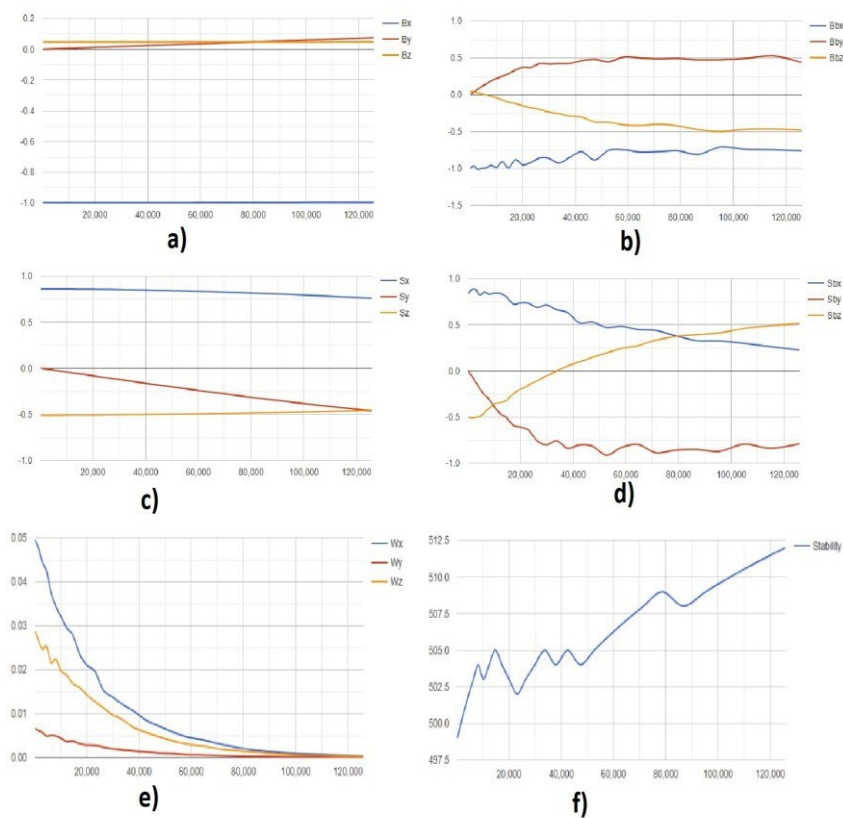 0.2
0.0
-0.2
-0.4
-0.6
-0.8
-1.0
20,000 40,000 60,000 80,000 100,000 120,000
Bx
By
Bz
a)
1.0
0.5
0.0
-0.5
-1.0
-1.5
20,000 40,000 60,000 80,000 100,000 120,000
Bbx
Bby
Bbz
b)
1.0
0.5
0.0
-0.5
-1.0
20,000 40,000 60,000 80,000 100,000 120,000
Sx
Sy
Sz
c)
1.0
0.5
0.0
-0.5
-1.0
20,000 40,000 60,000 80,000 100,000 120,000
Sbx
Sby
Sbz
d)
0.05
0.04
0.03
0.02
0.01
0.00
20,000 40,000 60,000 80,000 100,000 120,000
Wx
Wy
Wz
e)
512.5
510.0
507.5
505.0
502.5
500.0
497.5
20,000 40,000 60,000 80,000 100,000 120,000
Stability
f)